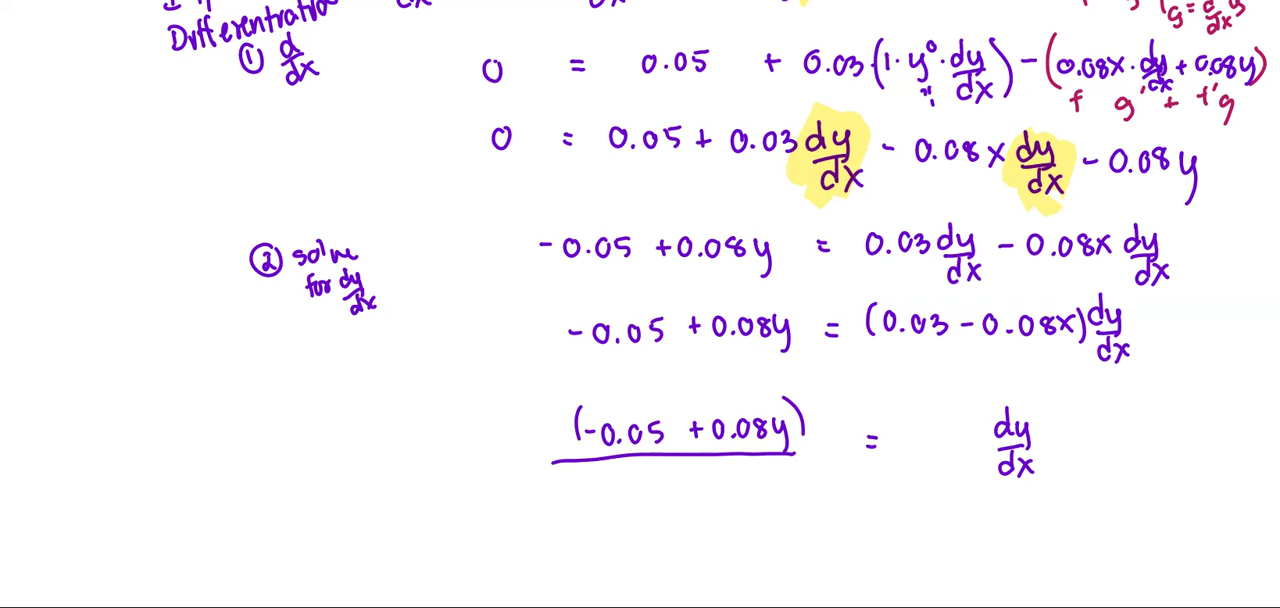 Differentiation
① d/dx 0 = 0.05 + 0.03(1·y⁰·dy/dx) - (0.08x·dy/dx + 0.08y)
f g' + f'g
0 = 0.05 + 0.03 dy/dx - 0.08x dy/dx - 0.08y
② solve for dy/dx -0.05 + 0.08y = 0.03 dy/dx - 0.08x dy/dx
-0.05 + 0.08y = (0.03 - 0.08x) dy/dx
(-0.05 + 0.08y) = dy/dx